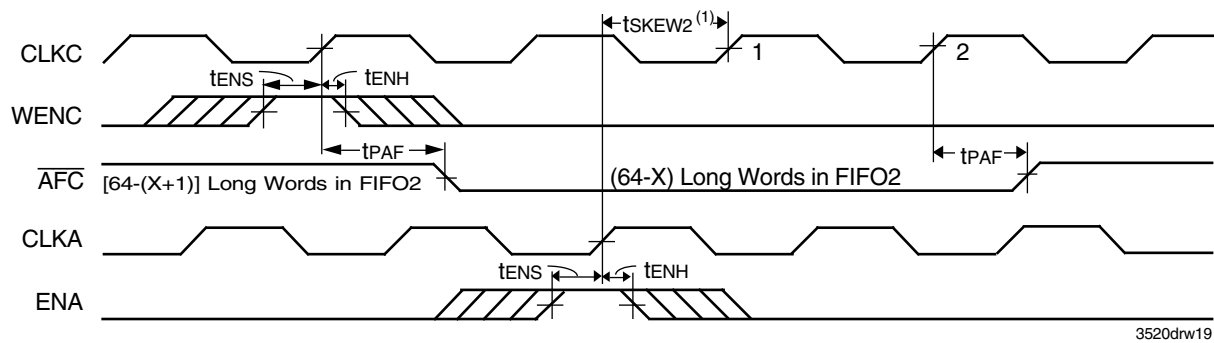 tSKEW2 (1)
CLKC 1 2
tENS tENH
WENC
tPAF tPAF
AFC [64-(X+1)] Long Words in FIFO2 (64-X) Long Words in FIFO2
CLKA
tENS tENH
ENA
3520drw19